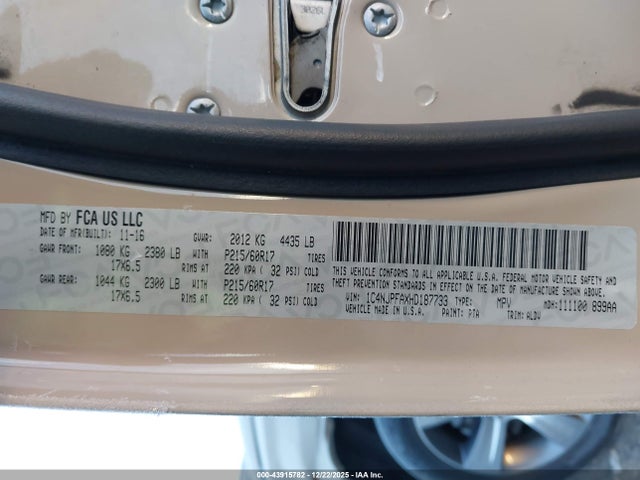 3026L
MFD BY FCA US LLC
DATE OF MFR(BUILT): 11-16 GVWR: 2012 KG 4435 LB
GAWR FRONT: 1080 KG 2380 LB WITH P215/60R17 TIRES
17X6.5 RIMS AT 220 KPA ( 32 PSI) COLD
GAWR REAR: 1044 KG 2300 LB WITH P215/60R17 TIRES
17X6.5 RIMS AT 220 KPA ( 32 PSI) COLD
THIS VEHICLE CONFORMS TO ALL APPLICABLE U.S.A. FEDERAL MOTOR VEHICLE SAFETY AND
THEFT PREVENTION STANDARDS IN EFFECT ON THE DATE OF MANUFACTURE SHOWN ABOVE.
VIN: 1C4NJPFAXHD187733 TYPE: MPV MDH: 111100 899AA
VEHICLE MADE IN U.S.A. PAINT: PTA TRIM: ALDV
000-43915782 - 12/22/2025 - IAA Inc.